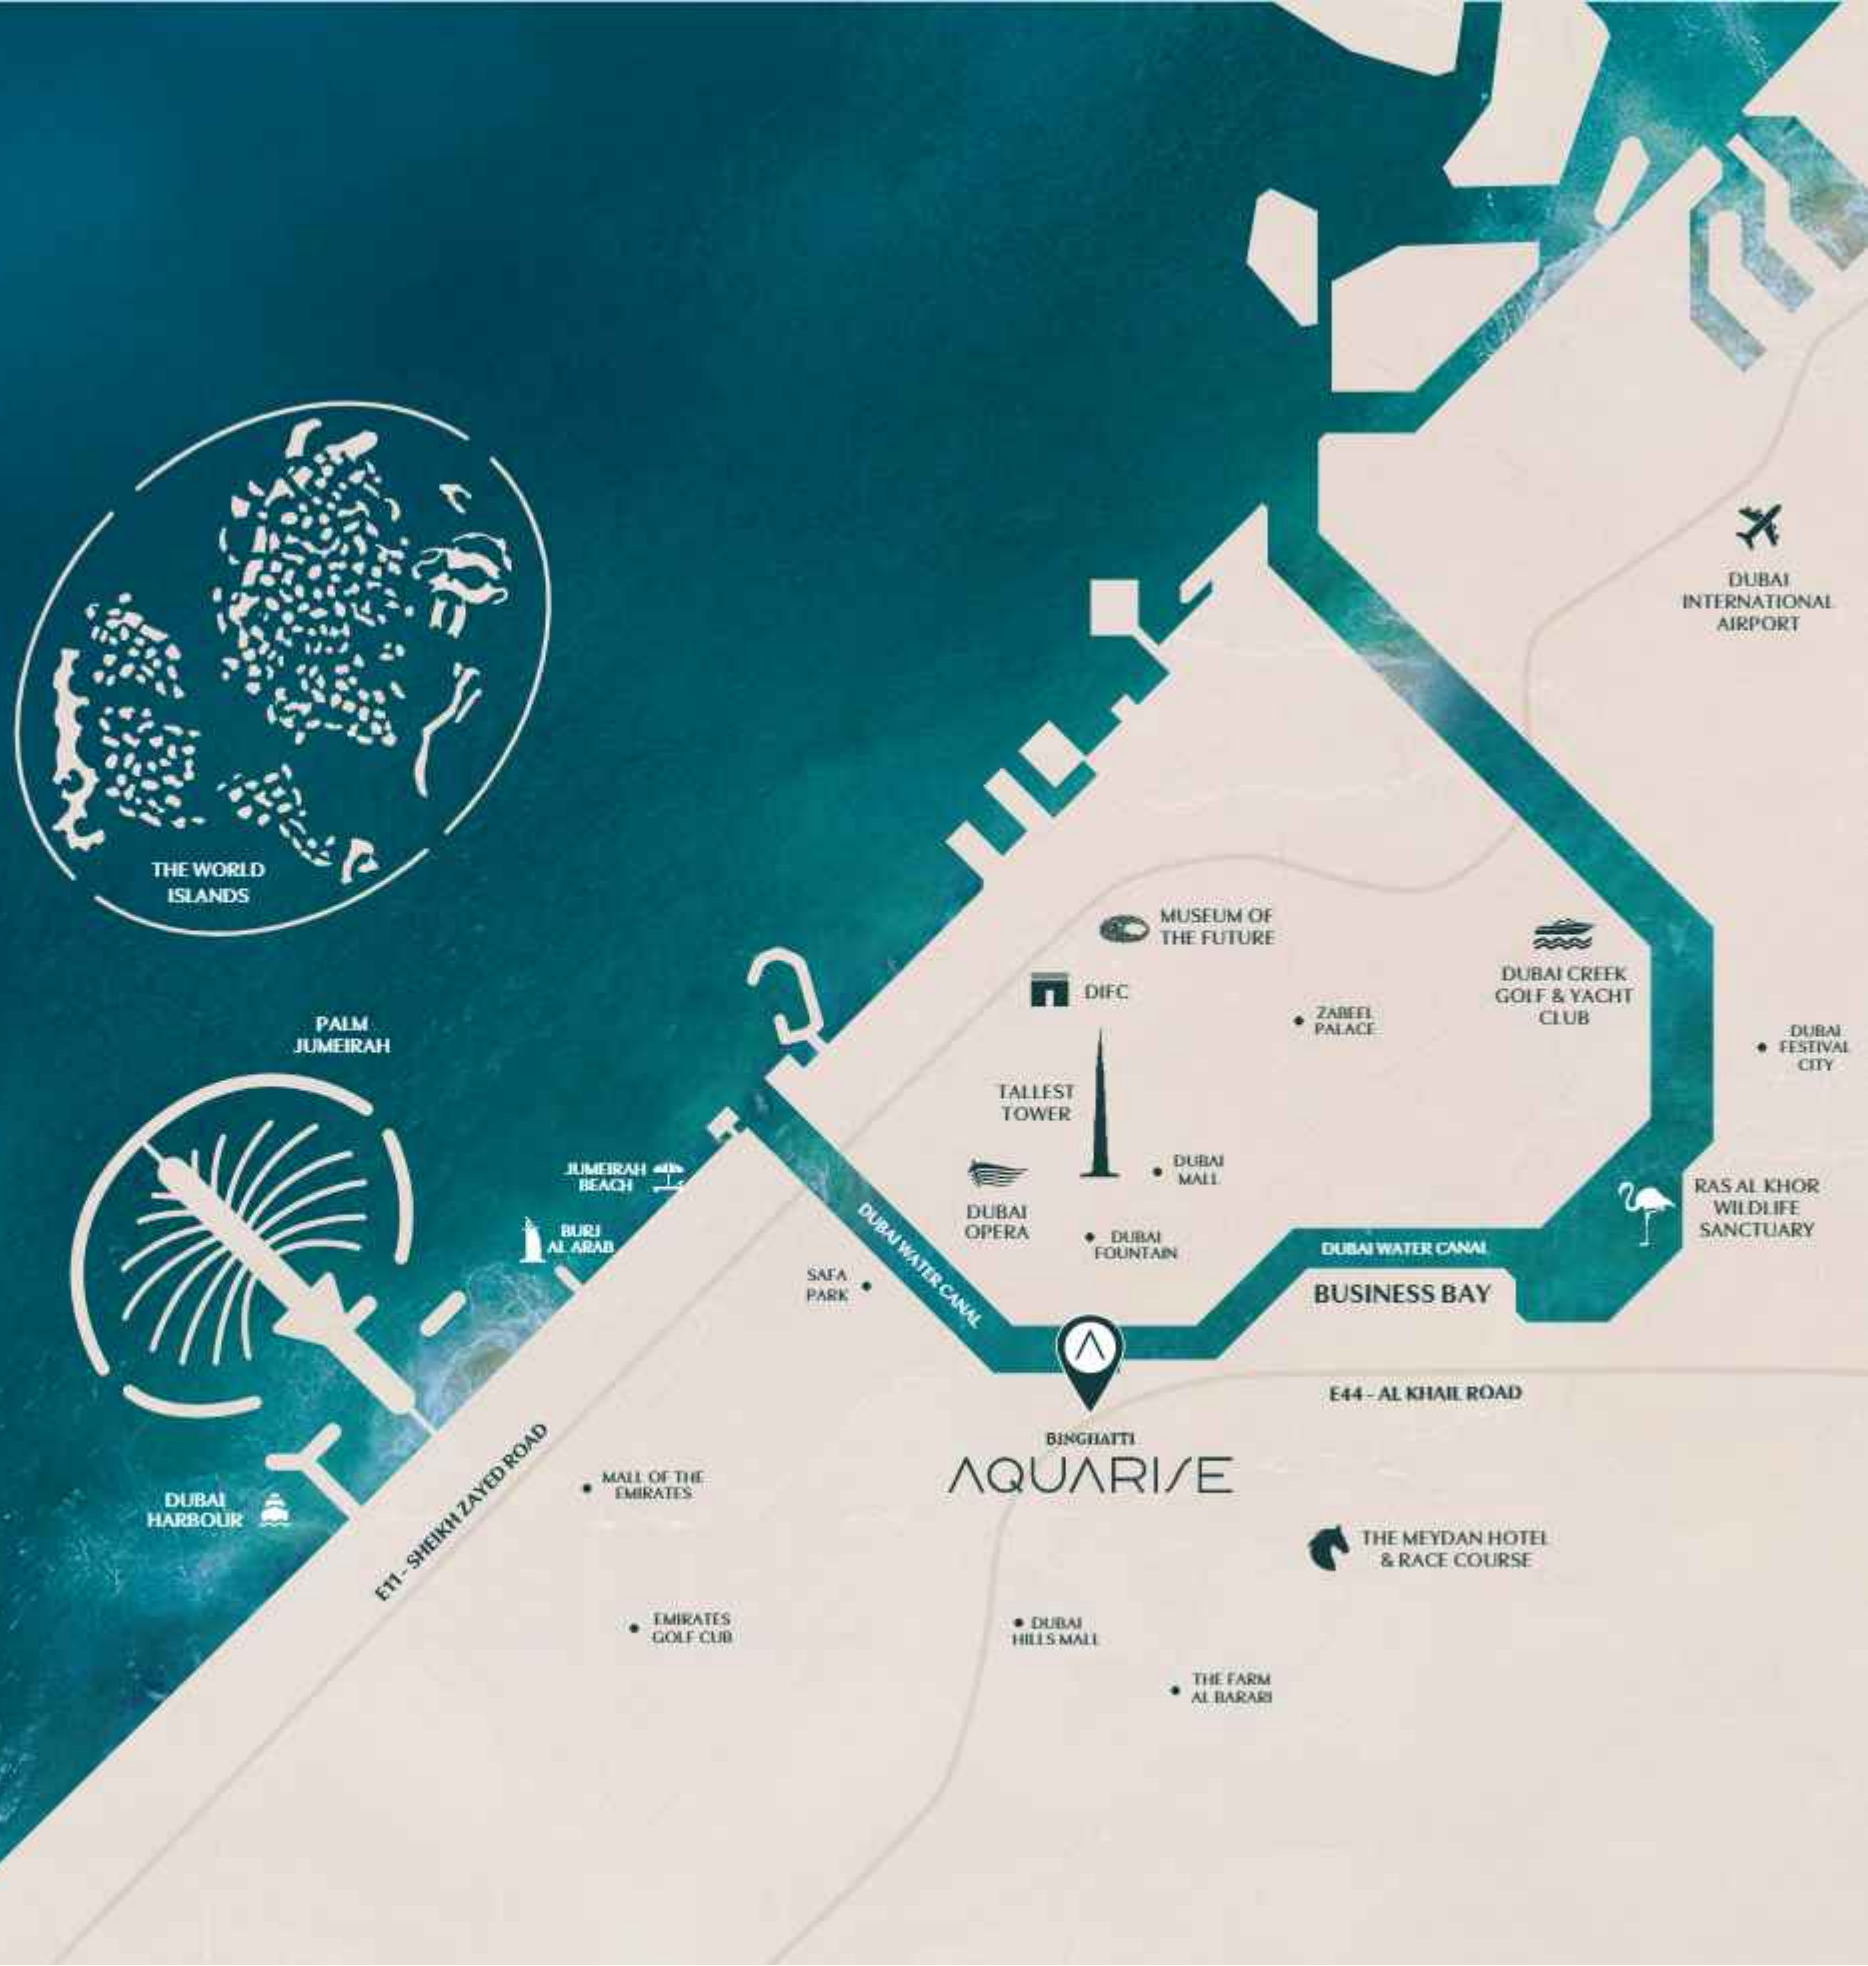 DUBAI
INTERNATIONAL
AIRPORT
THE WORLD
ISLANDS
MUSEUM OF
THE FUTURE
DIFC
ZABEEL
PALACE
DUBAI CREEK
GOLF & YACHT
CLUB
DUBAI
FESTIVAL
CITY
PALM
JUMEIRAH
TALLEST
TOWER
JUMEIRAH
BEACH
DUBAI
MALL
BURJ
AL ARAB
DUBAI
OPERA
DUBAI
FOUNTAIN
RAS AL KHOR
WILDLIFE
SANCTUARY
DUBAI WATER CANAL
DUBAI WATER CANAL
SAFA
PARK
BUSINESS BAY
E44 - AL KHAIL ROAD
BINGHATTI
AQUARISE
E11 - SHEIKH ZAYED ROAD
MALL OF THE
EMIRATES
DUBAI
HARBOUR
THE MEYDAN HOTEL
& RACE COURSE
EMIRATES
GOLF CUB
DUBAI
HILLS MALL
THE FARM
AL BARARI